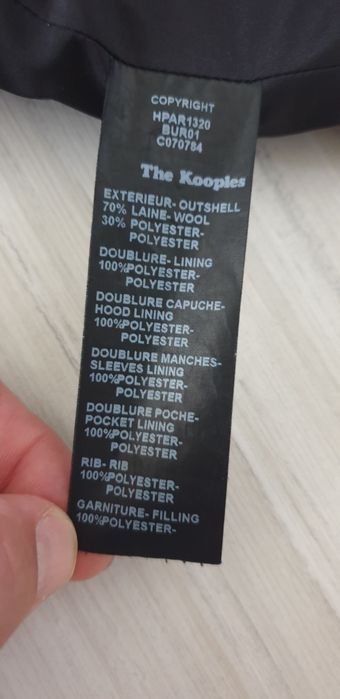 COPYRIGHT
HPAR1320
BUR01
C070784
The Kooples
EXTERIEUR- OUTSHELL
70% LAINE- WOOL
30% POLYESTER-
POLYESTER
DOUBLURE- LINING
100%POLYESTER-
POLYESTER
DOUBLURE CAPUCHE-
HOOD LINING
100%POLYESTER-
POLYESTER
DOUBLURE MANCHES-
SLEEVES LINING
100%POLYESTER-
POLYESTER
DOUBLURE POCHE-
POCKET LINING
100%POLYESTER-
POLYESTER
RIB- RIB
100%POLYESTER-
POLYESTER
GARNITURE- FILLING
100%POLYESTER-